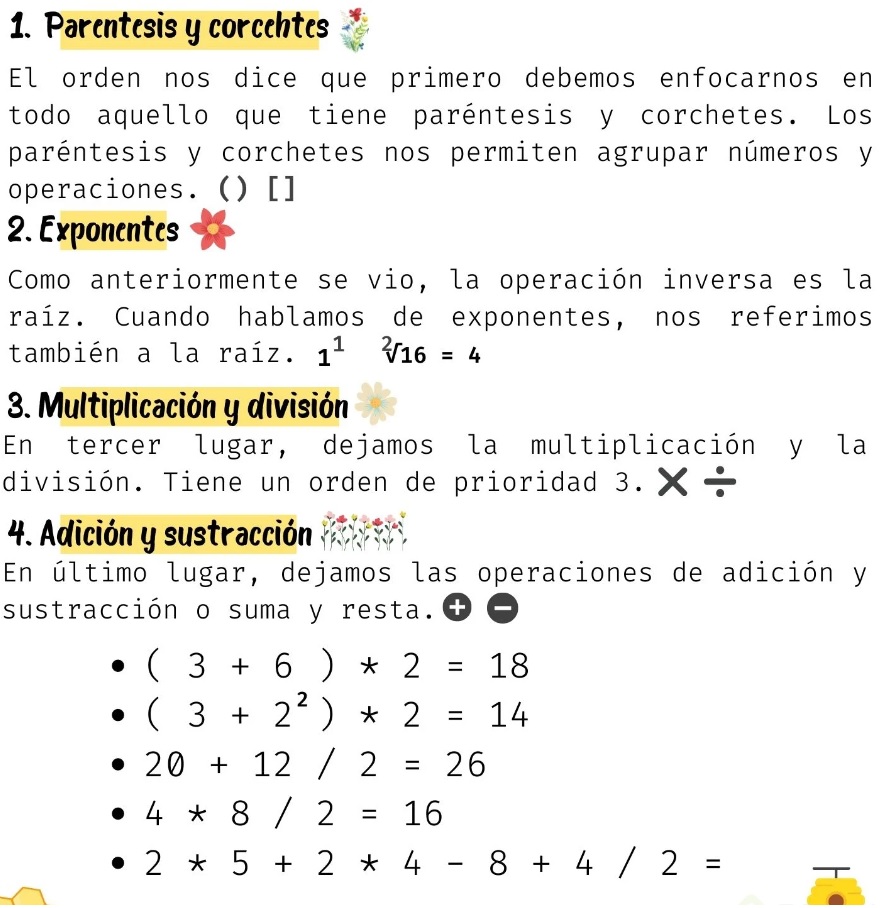 1. Parentesis y corcehtes
El orden nos dice que primero debemos enfocarnos en
todo aquello que tiene paréntesis y corchetes. Los
paréntesis y corchetes nos permiten agrupar números y
operaciones. () []
2. Exponentes
Como anteriormente se vio, la operación inversa es la
raíz. Cuando hablamos de exponentes, nos referimos
también a la raíz. 1¹ ²√16 = 4
3. Multiplicación y división
En tercer lugar, dejamos la multiplicación y la
división. Tiene un orden de prioridad 3. × ÷
4. Adición y sustracción
En último lugar, dejamos las operaciones de adición y
sustracción o suma y resta. + −
• ( 3 + 6 ) * 2 = 18
• ( 3 + 2² ) * 2 = 14
• 20 + 12 / 2 = 26
• 4 * 8 / 2 = 16
• 2 * 5 + 2 * 4 - 8 + 4 / 2 =